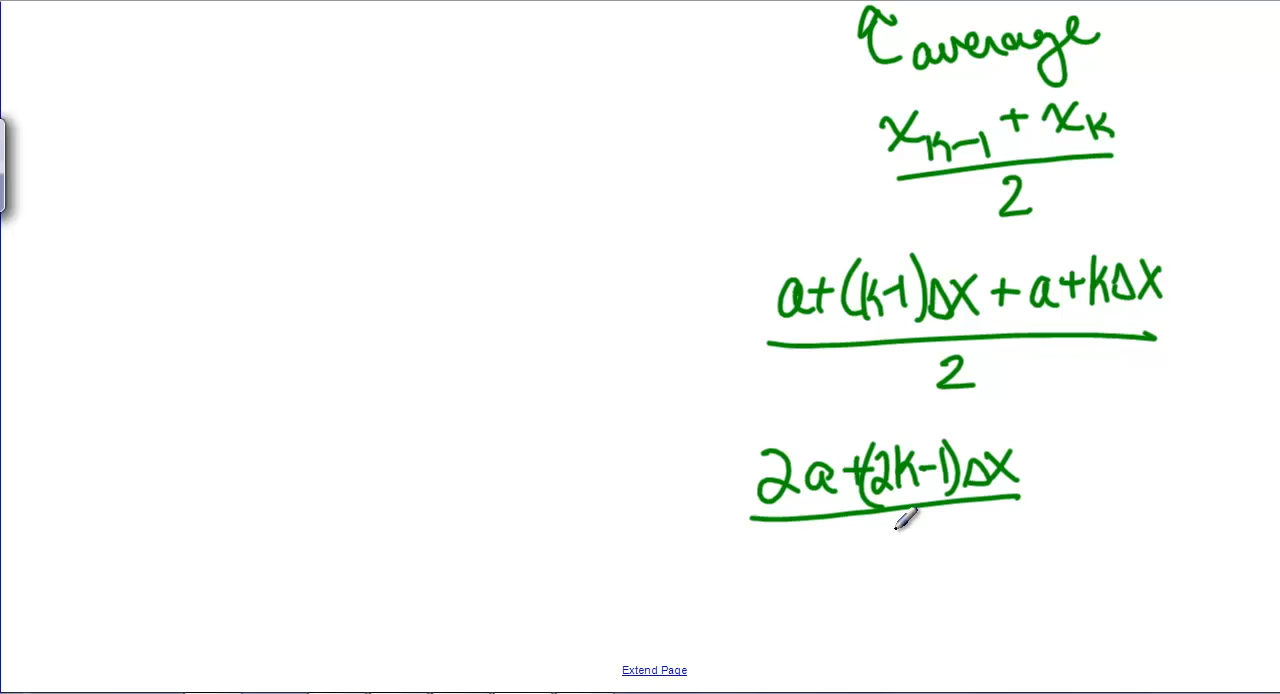 average
x_{k-1} + x_k
2
a+(k-1)Δx + a+kΔx
2
2a+(2k-1)Δx
Extend Page